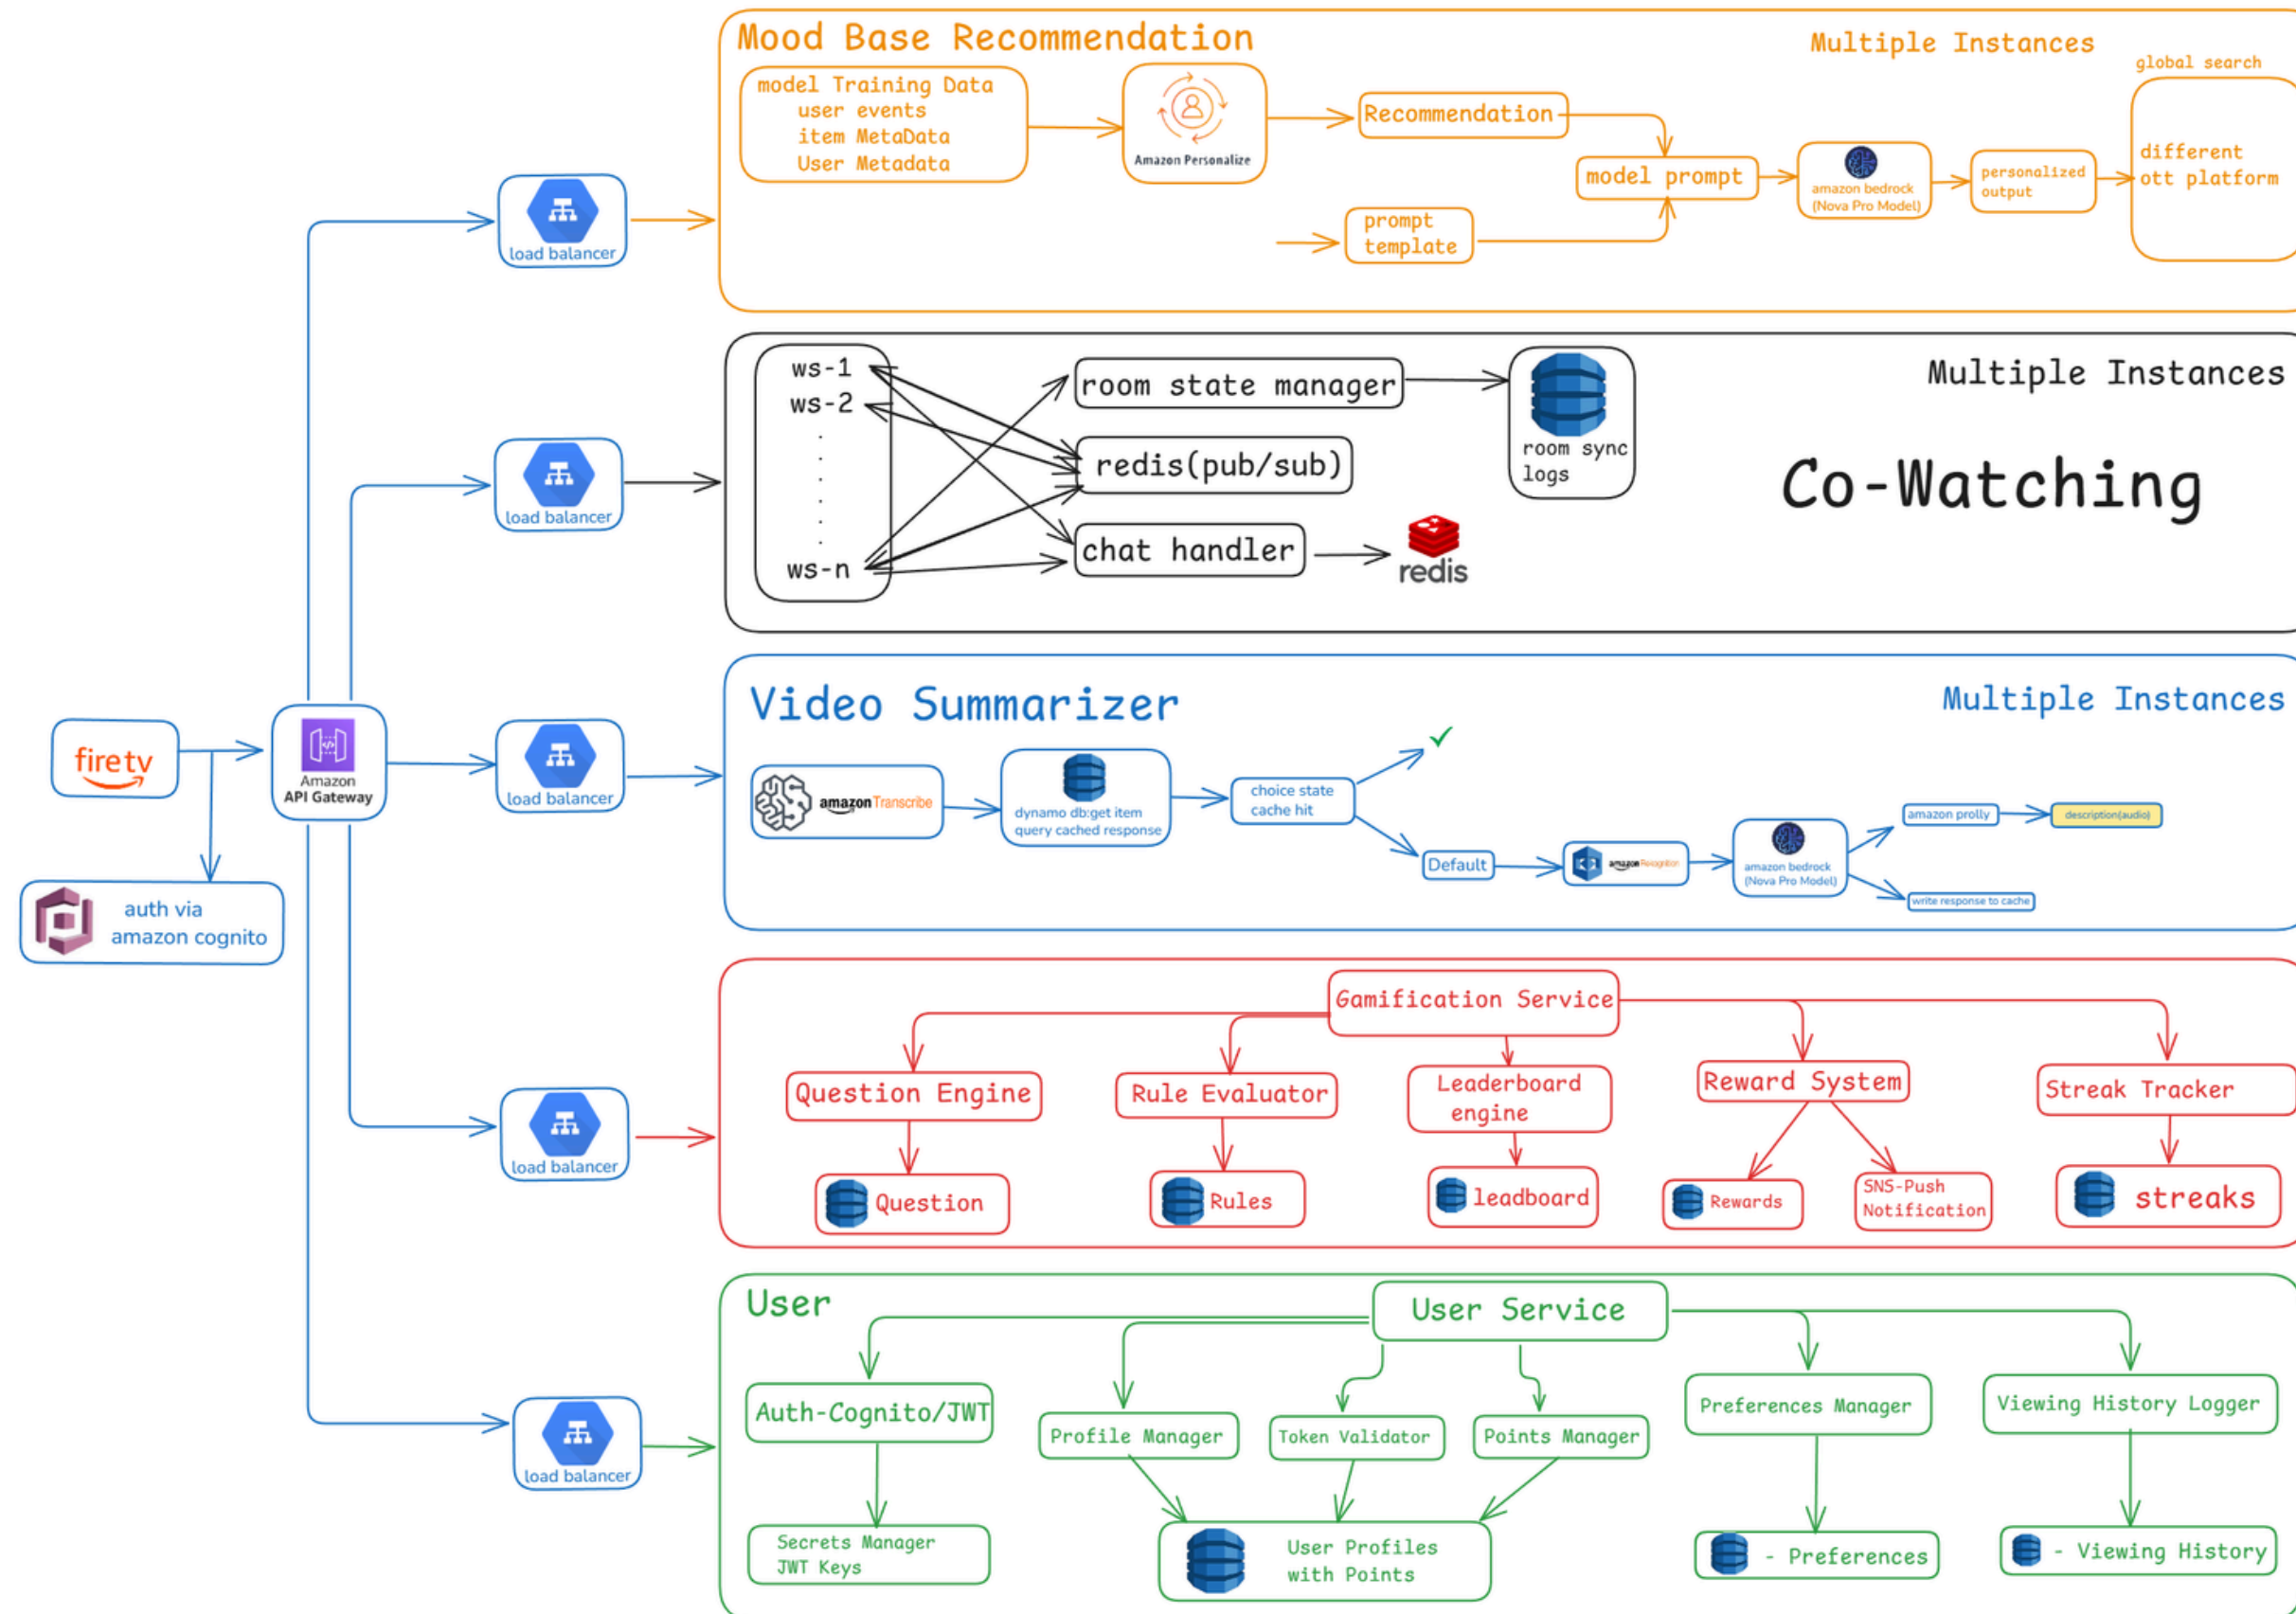 Mood Base Recommendation
Multiple Instances
global search
model Training Data
user events
item MetaData
User Metadata
Amazon Personalize
Recommendation
model prompt
prompt
template
amazon bedrock
(Nova Pro Model)
personalized
output
different
ott platform
load balancer
ws-1
ws-2
.
.
.
.
.
.
ws-n
room state manager
redis(pub/sub)
chat handler
redis
room sync
logs
Multiple Instances
Co-Watching
load balancer
firetv
Amazon
API Gateway
auth via
amazon cognito
load balancer
Video Summarizer
Multiple Instances
amazon Transcribe
dynamo db:get item
query cached response
choice state
cache hit
Default
amazon Rekognition
amazon bedrock
(Nova Pro Model)
amazon prolly
description(audio)
write response to cache
load balancer
Gamification Service
Question Engine
Rule Evaluator
Leaderboard
engine
Reward System
Streak Tracker
Question
Rules
leadboard
Rewards
SNS-Push
Notification
streaks
load balancer
User
User Service
Auth-Cognito/JWT
Profile Manager
Token Validator
Points Manager
Preferences Manager
Viewing History Logger
Secrets Manager
JWT Keys
User Profiles
with Points
- Preferences
- Viewing History